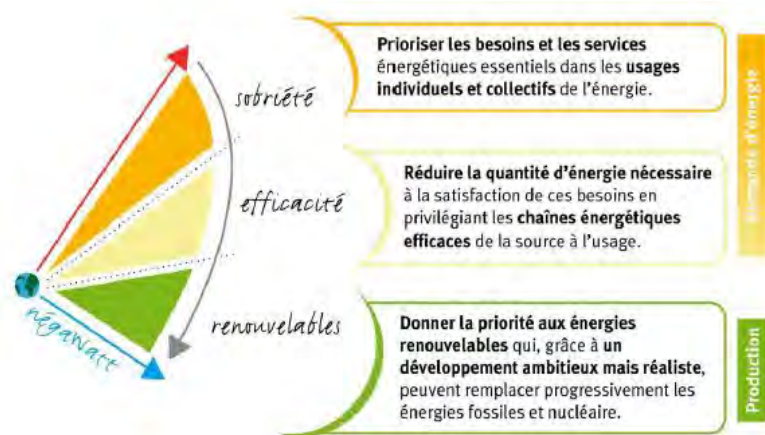 sobriété
Prioriser les besoins et les services
énergétiques essentiels dans les usages
individuels et collectifs de l'énergie.
efficacité
Réduire la quantité d'énergie nécessaire
à la satisfaction de ces besoins en
privilégiant les chaînes énergétiques
efficaces de la source à l'usage.
Demande d'énergie
négawatt
renouvelables
Donner la priorité aux énergies
renouvelables qui, grâce à un
développement ambitieux mais réaliste,
peuvent remplacer progressivement les
énergies fossiles et nucléaire.
Production